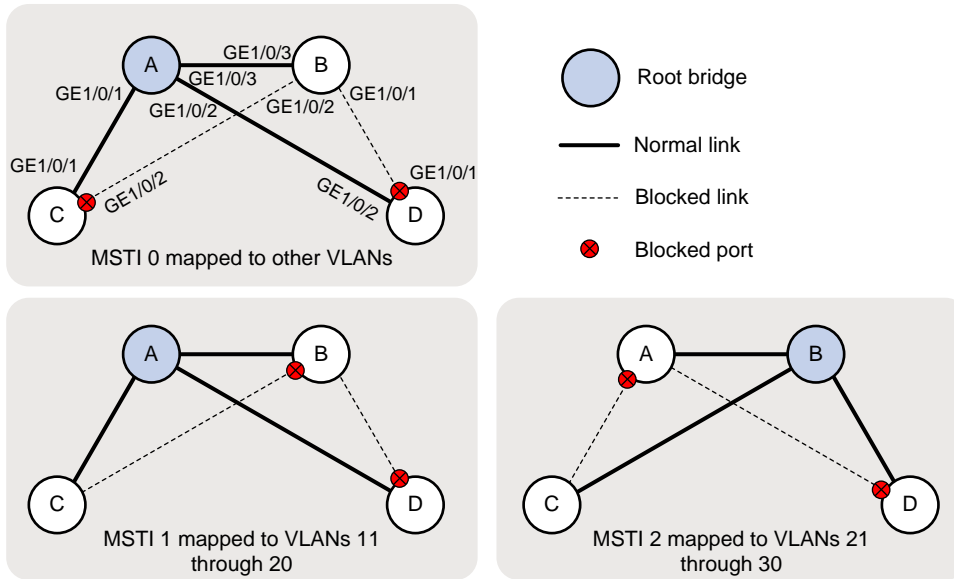 A
B
GE1/0/3
GE1/0/3
GE1/0/1
GE1/0/2
GE1/0/2
GE1/0/1
GE1/0/1
GE1/0/2
GE1/0/2
GE1/0/1
C
D
MSTI 0 mapped to other VLANs
Root bridge
Normal link
Blocked link
Blocked port
A
B
C
D
MSTI 1 mapped to VLANs 11
through 20
A
B
C
D
MSTI 2 mapped to VLANs 21
through 30